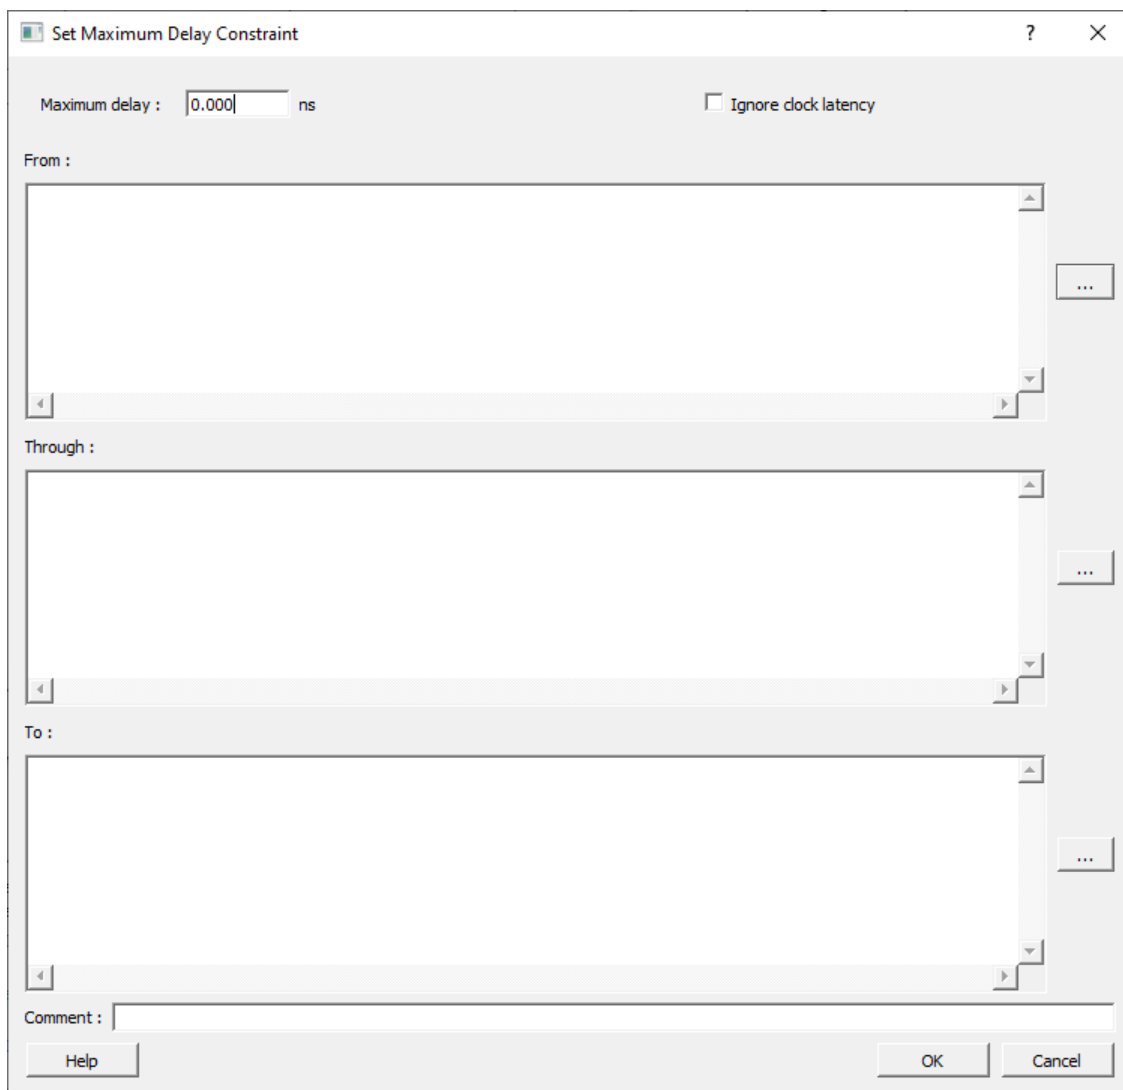 Set Maximum Delay Constraint ?
Maximum delay : 0.000 ns Ignore clock latency
From :
...
Through :
...
To :
...
Comment :
Help OK Cancel